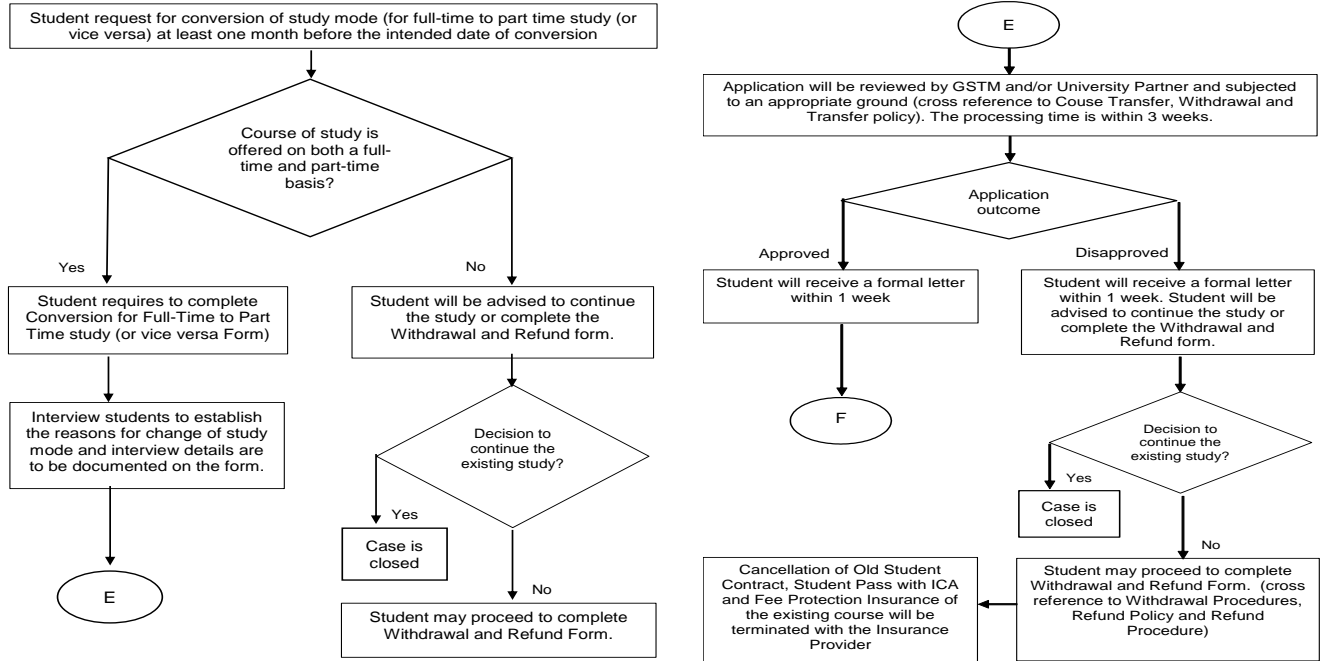 Student request for conversion of study mode (for full-time to part time study (or
vice versa) at least one month before the intended date of conversion
Course of study is
offered on both a full-
time and part-time
basis?
Yes
No
Student requires to complete
Conversion for Full-Time to Part
Time study (or vice versa Form)
Student will be advised to continue
the study or complete the
Withdrawal and Refund form.
Interview students to establish
the reasons for change of study
mode and interview details are
to be documented on the form.
Decision to
continue the
existing study?
Yes
Case is
closed
No
E
Student may proceed to complete
Withdrawal and Refund Form.
E
Application will be reviewed by GSTM and/or University Partner and subjected
to an appropriate ground (cross reference to Couse Transfer, Withdrawal and
Transfer policy). The processing time is within 3 weeks.
Application
outcome
Approved
Disapproved
Student will receive a formal letter
within 1 week
Student will receive a formal letter
within 1 week. Student will be
advised to continue the study or
complete the Withdrawal and
Refund form.
F
Decision to
continue the
existing study?
Yes
Case is
closed
No
Student may proceed to complete
Withdrawal and Refund Form. (cross
reference to Withdrawal Procedures,
Refund Policy and Refund
Procedure)
Cancellation of Old Student
Contract, Student Pass with ICA
and Fee Protection Insurance of
the existing course will be
terminated with the Insurance
Provider